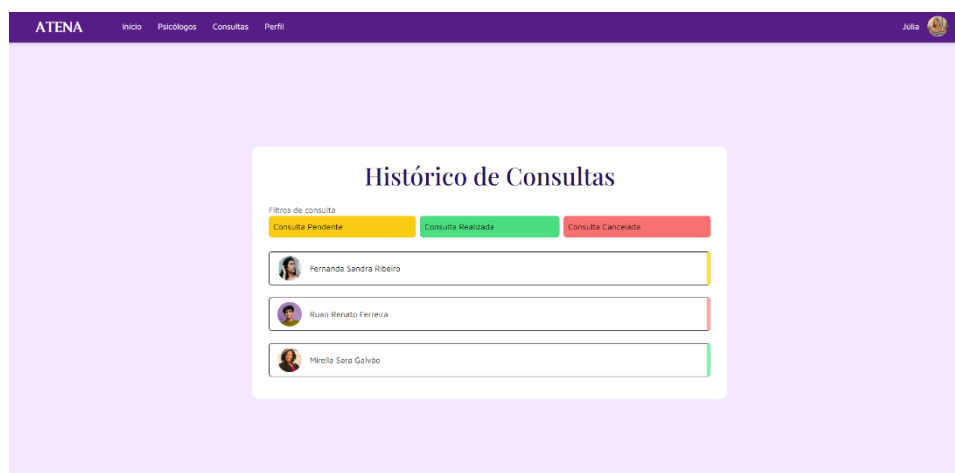 ATENA Início Psicólogos Consultas Perfil Júlia
Histórico de Consultas
Filtros de consulta
Consulta Pendente Consulta Realizada Consulta Cancelada
Fernanda Sandra Ribeiro
Ruan Renato Ferreira
Mirella Sara Galvão